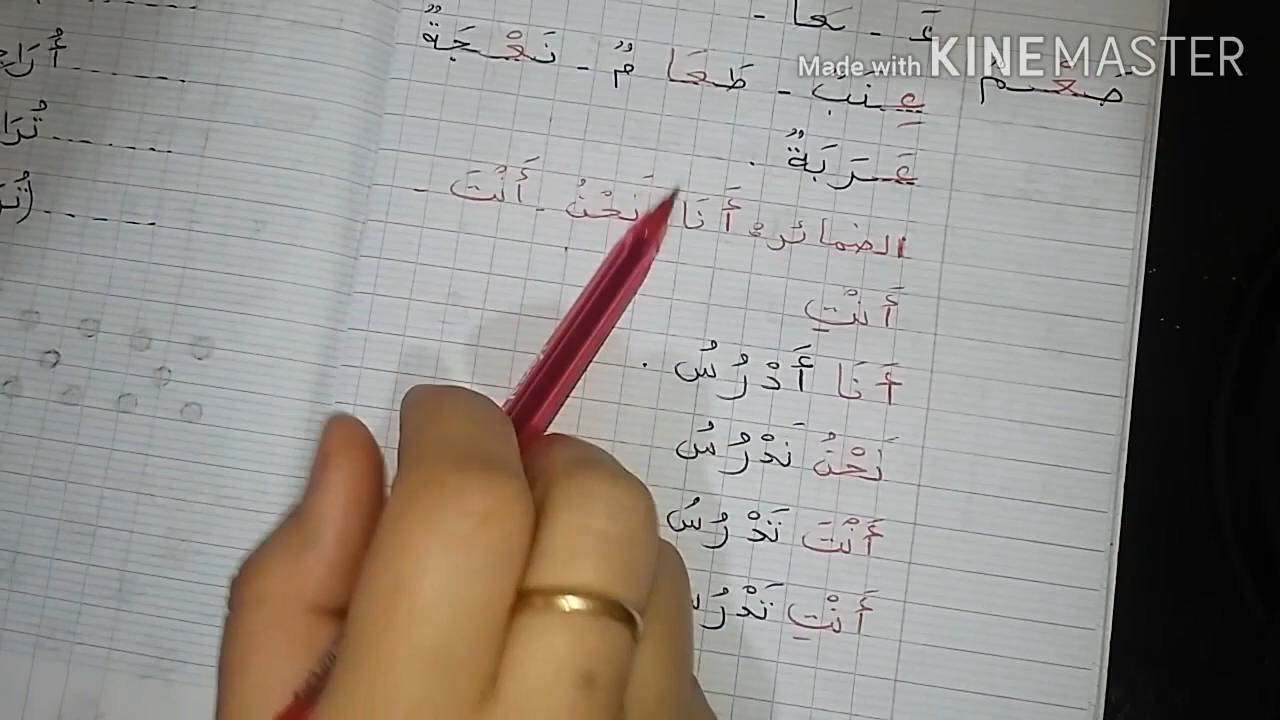 عَ - عَا -
Made with KINEMASTER
عِنَبٌ - طَعَامٌ - نَعْجَةٌ
عَرَبَةٌ .
الضمائر: أَنَا - نَحْنُ - أَنْتَ -
أَنْتِ
أَنَا أَدْرُسُ .
نَحْنُ نَدْرُسُ
أَنْتَ تَدْرُسُ
أَنْتِ